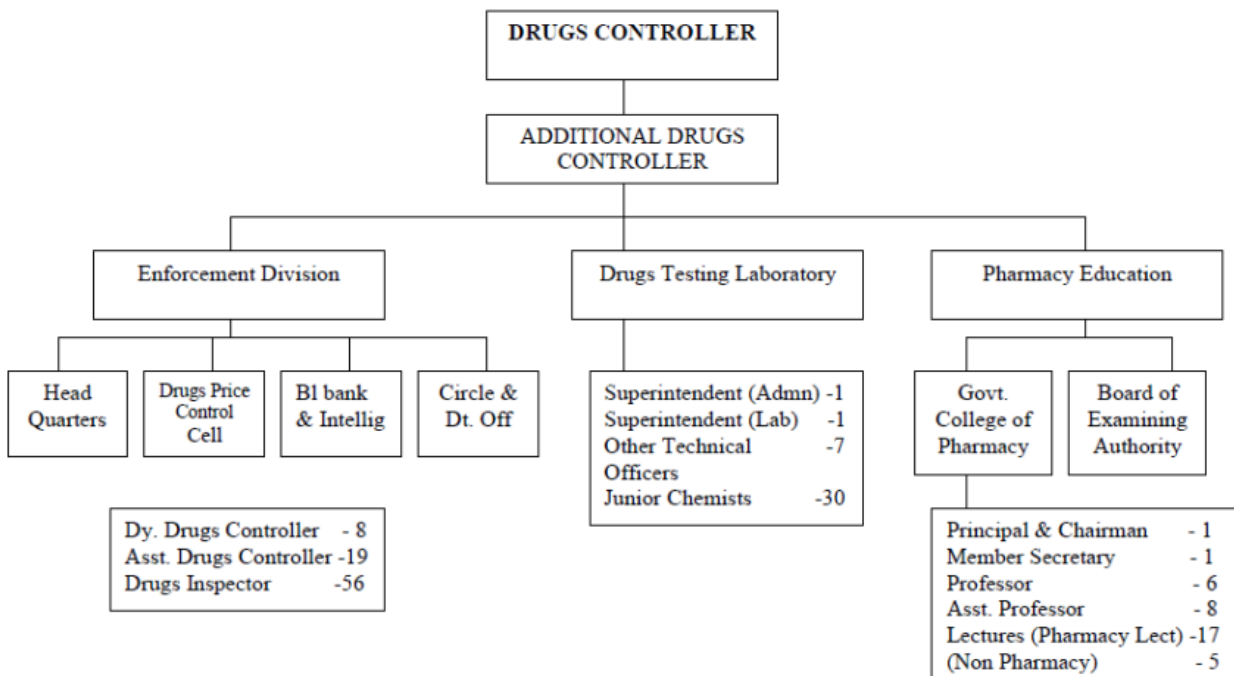 DRUGS CONTROLLER
ADDITIONAL DRUGS
CONTROLLER
Enforcement Division
Drugs Testing Laboratory
Pharmacy Education
Head
Quarters
Drugs Price
Control
Cell
Bl bank
& Intellig
Circle &
Dt. Off
Superintendent (Admn) -1
Superintendent (Lab) -1
Other Technical -7
Officers
Junior Chemists -30
Govt.
College of
Pharmacy
Board of
Examining
Authority
Dy. Drugs Controller - 8
Asst. Drugs Controller -19
Drugs Inspector -56
Principal & Chairman - 1
Member Secretary - 1
Professor - 6
Asst. Professor - 8
Lectures (Pharmacy Lect) -17
(Non Pharmacy) - 5